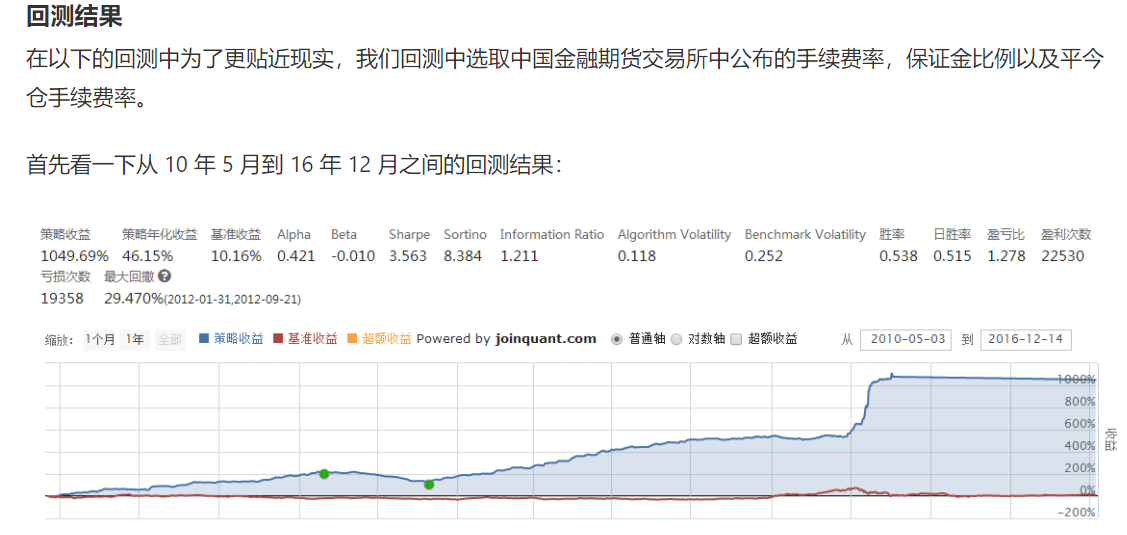 回测结果
在以下的回测中为了更贴近现实，我们回测中选取中国金融期货交易所中公布的手续费率，保证金比例以及平今
仓手续费率。
首先看一下从 10 年 5 月到 16 年 12 月之间的回测结果：
策略收益 策略年化收益 基准收益 Alpha Beta Sharpe Sortino Information Ratio Algorithm Volatility Benchmark Volatility 胜率 日胜率 盈亏比 盈利次数
1049.69% 46.15% 10.16% 0.421 -0.010 3.563 8.384 1.211 0.118 0.252 0.538 0.515 1.278 22530
亏损次数 最大回撤 ?
19358 29.470%(2012-01-31,2012-09-21)
缩放： 1个月 1年 全部 策略收益 基准收益 超额收益 Powered by joinquant.com 普通轴 对数轴 超额收益 从 2010-05-03 到 2016-12-14
1000%
800%
600%
400%
200%
0%
-200%
收益